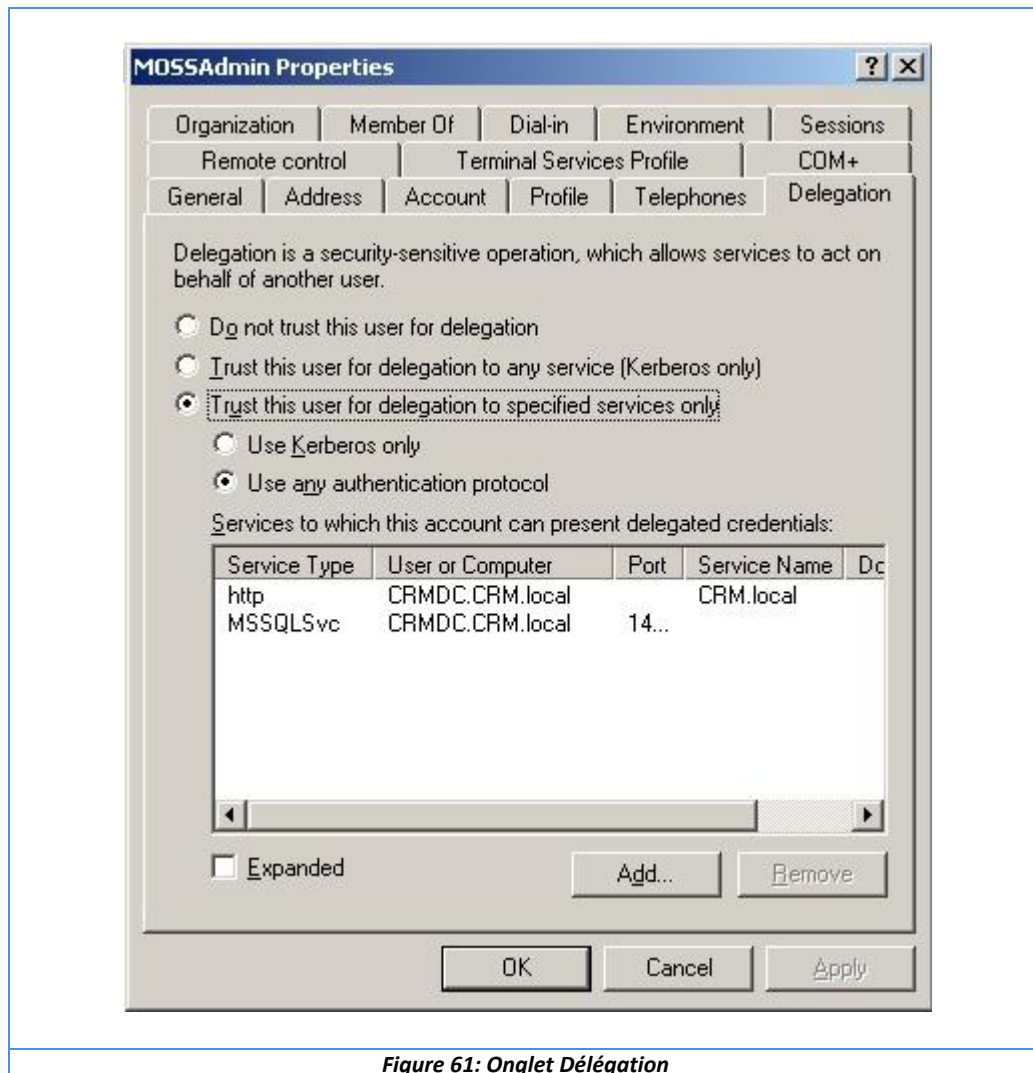 MOSSAdmin Properties
Organization Member Of Dial-in Environment Sessions
Remote control Terminal Services Profile COM+
General Address Account Profile Telephones Delegation
Delegation is a security-sensitive operation, which allows services to act on
behalf of another user.
Do not trust this user for delegation
Trust this user for delegation to any service (Kerberos only)
Trust this user for delegation to specified services only
Use Kerberos only
Use any authentication protocol
Services to which this account can present delegated credentials:
Service Type User or Computer Port Service Name Dc
http CRMDC.CRM.local CRM.local
MSSQLSvc CRMDC.CRM.local 14...
Expanded Add... Remove
OK Cancel Apply
Figure 61: Onglet Délégation